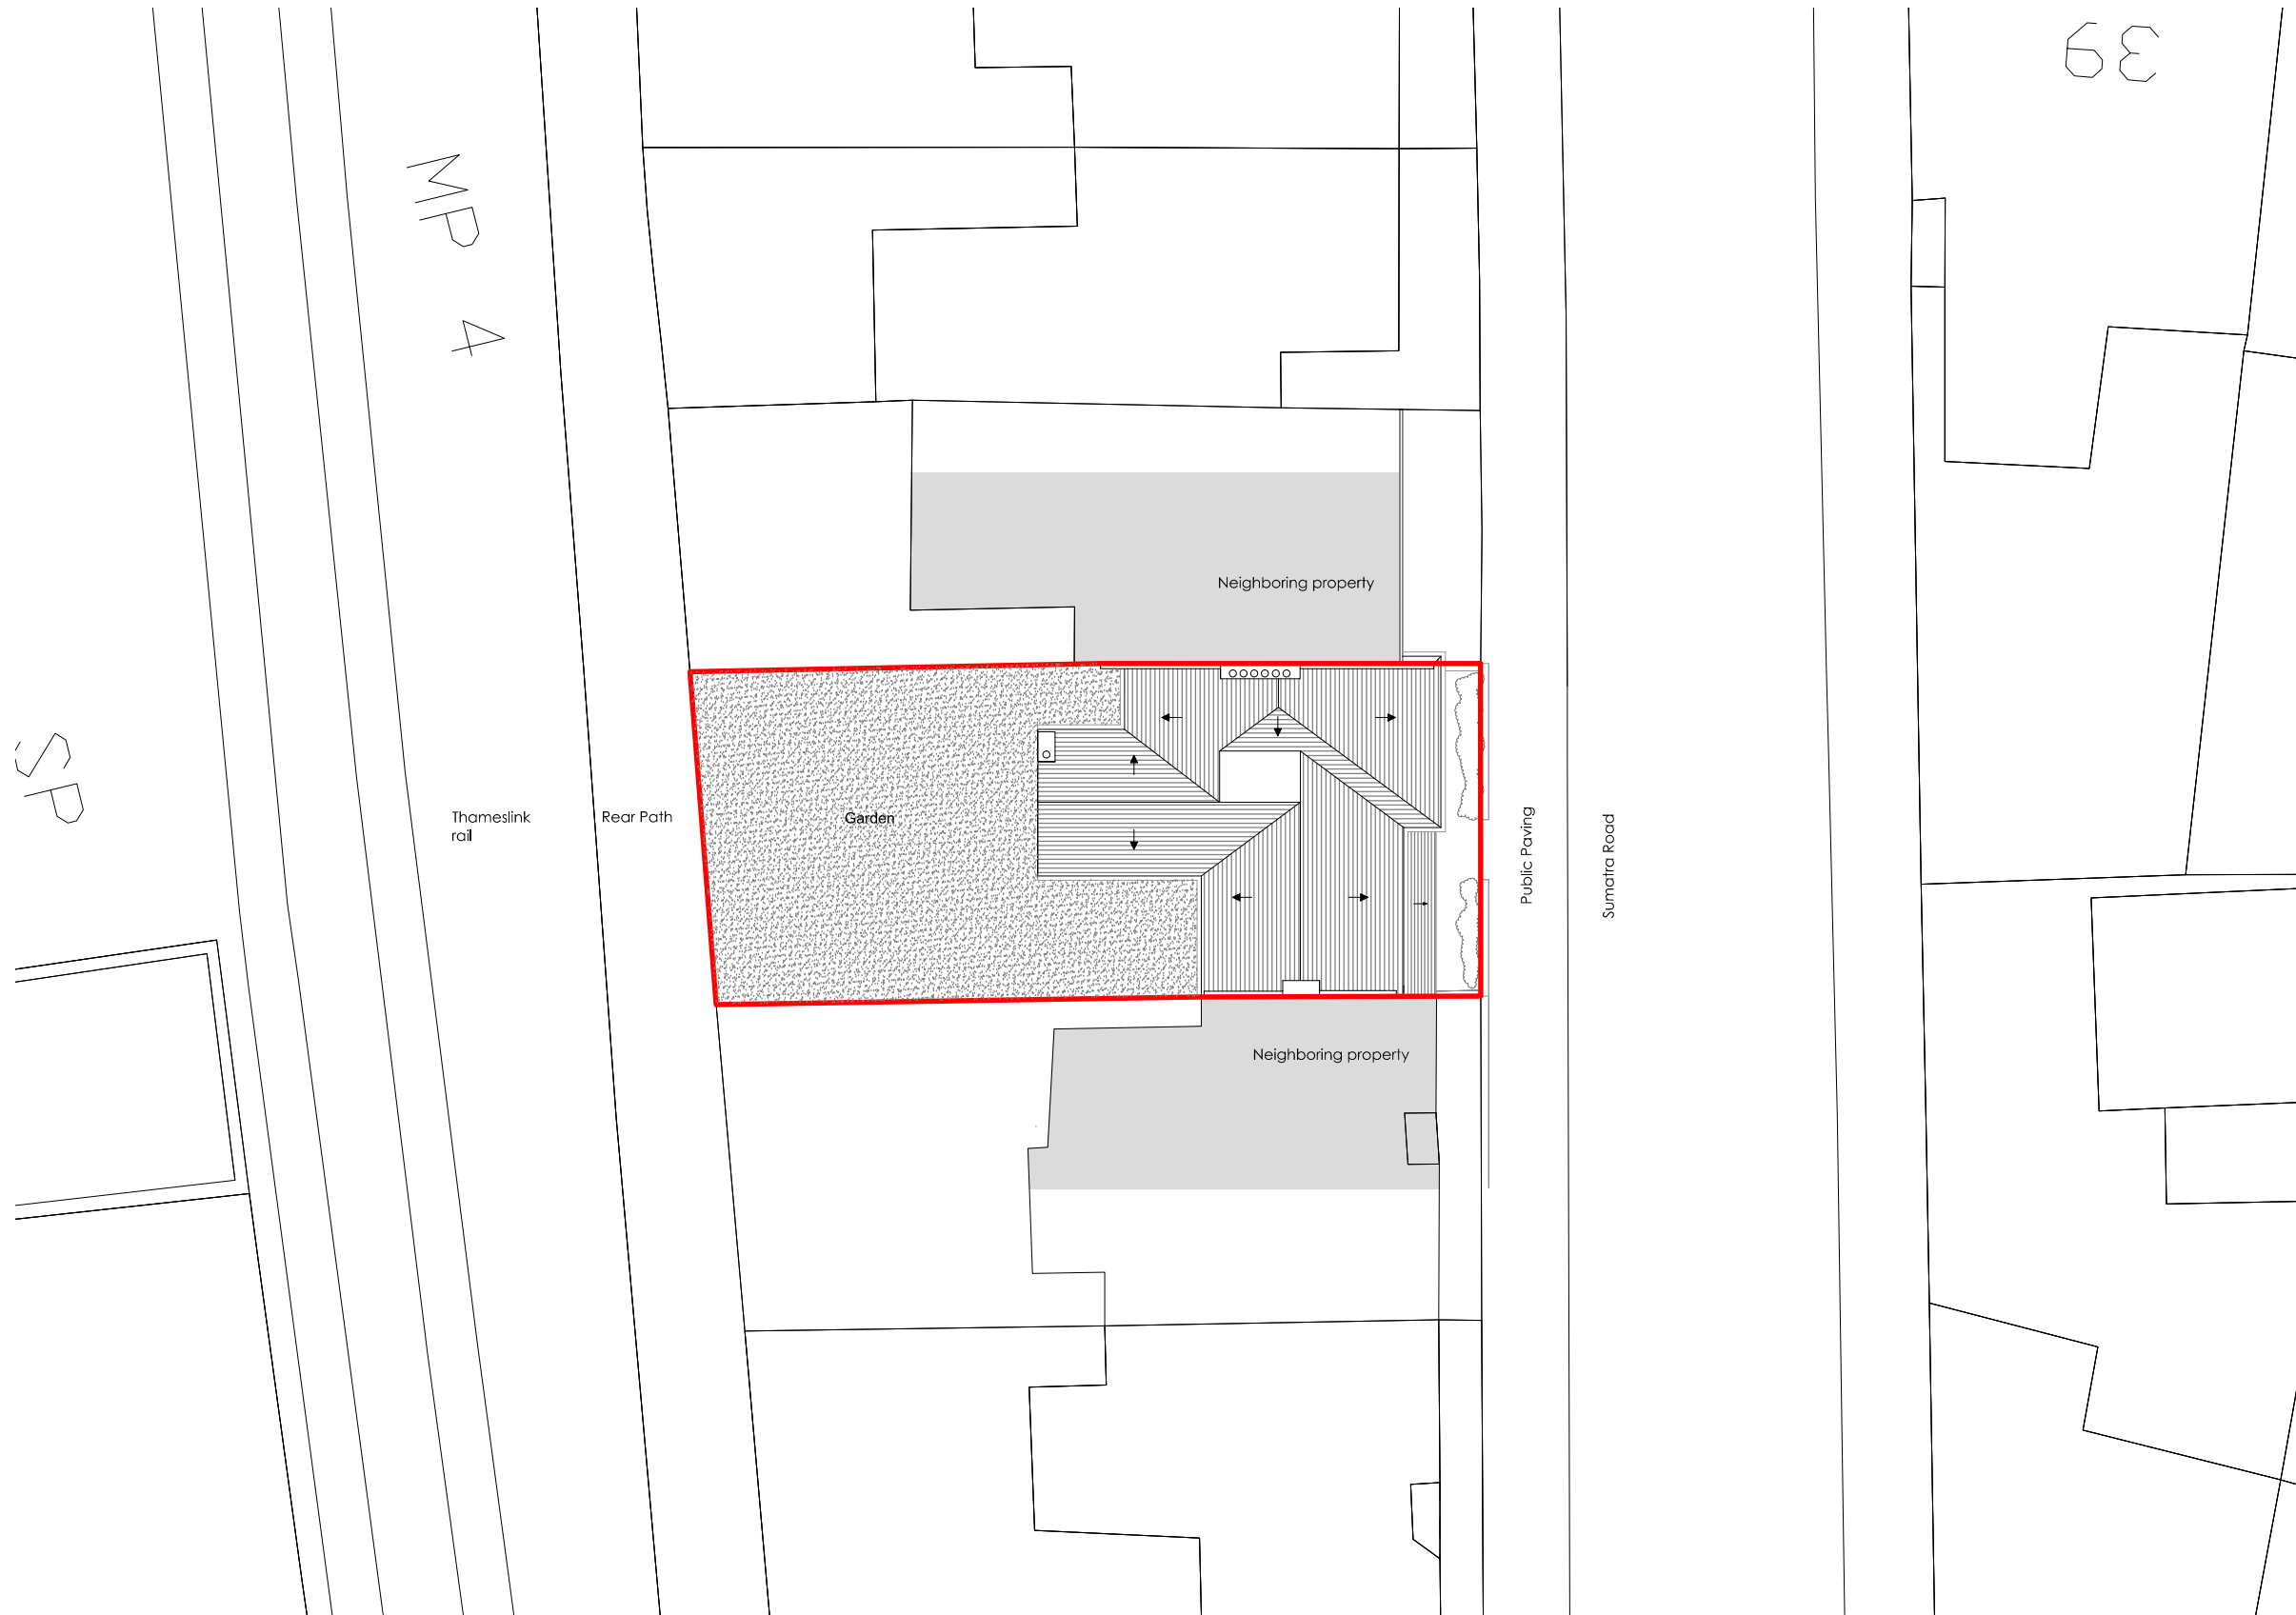 39
MP 4
Neighboring property
SP
Thameslink
rail
Rear Path
Garden
Public Paving
Sumatra Road
Neighboring property